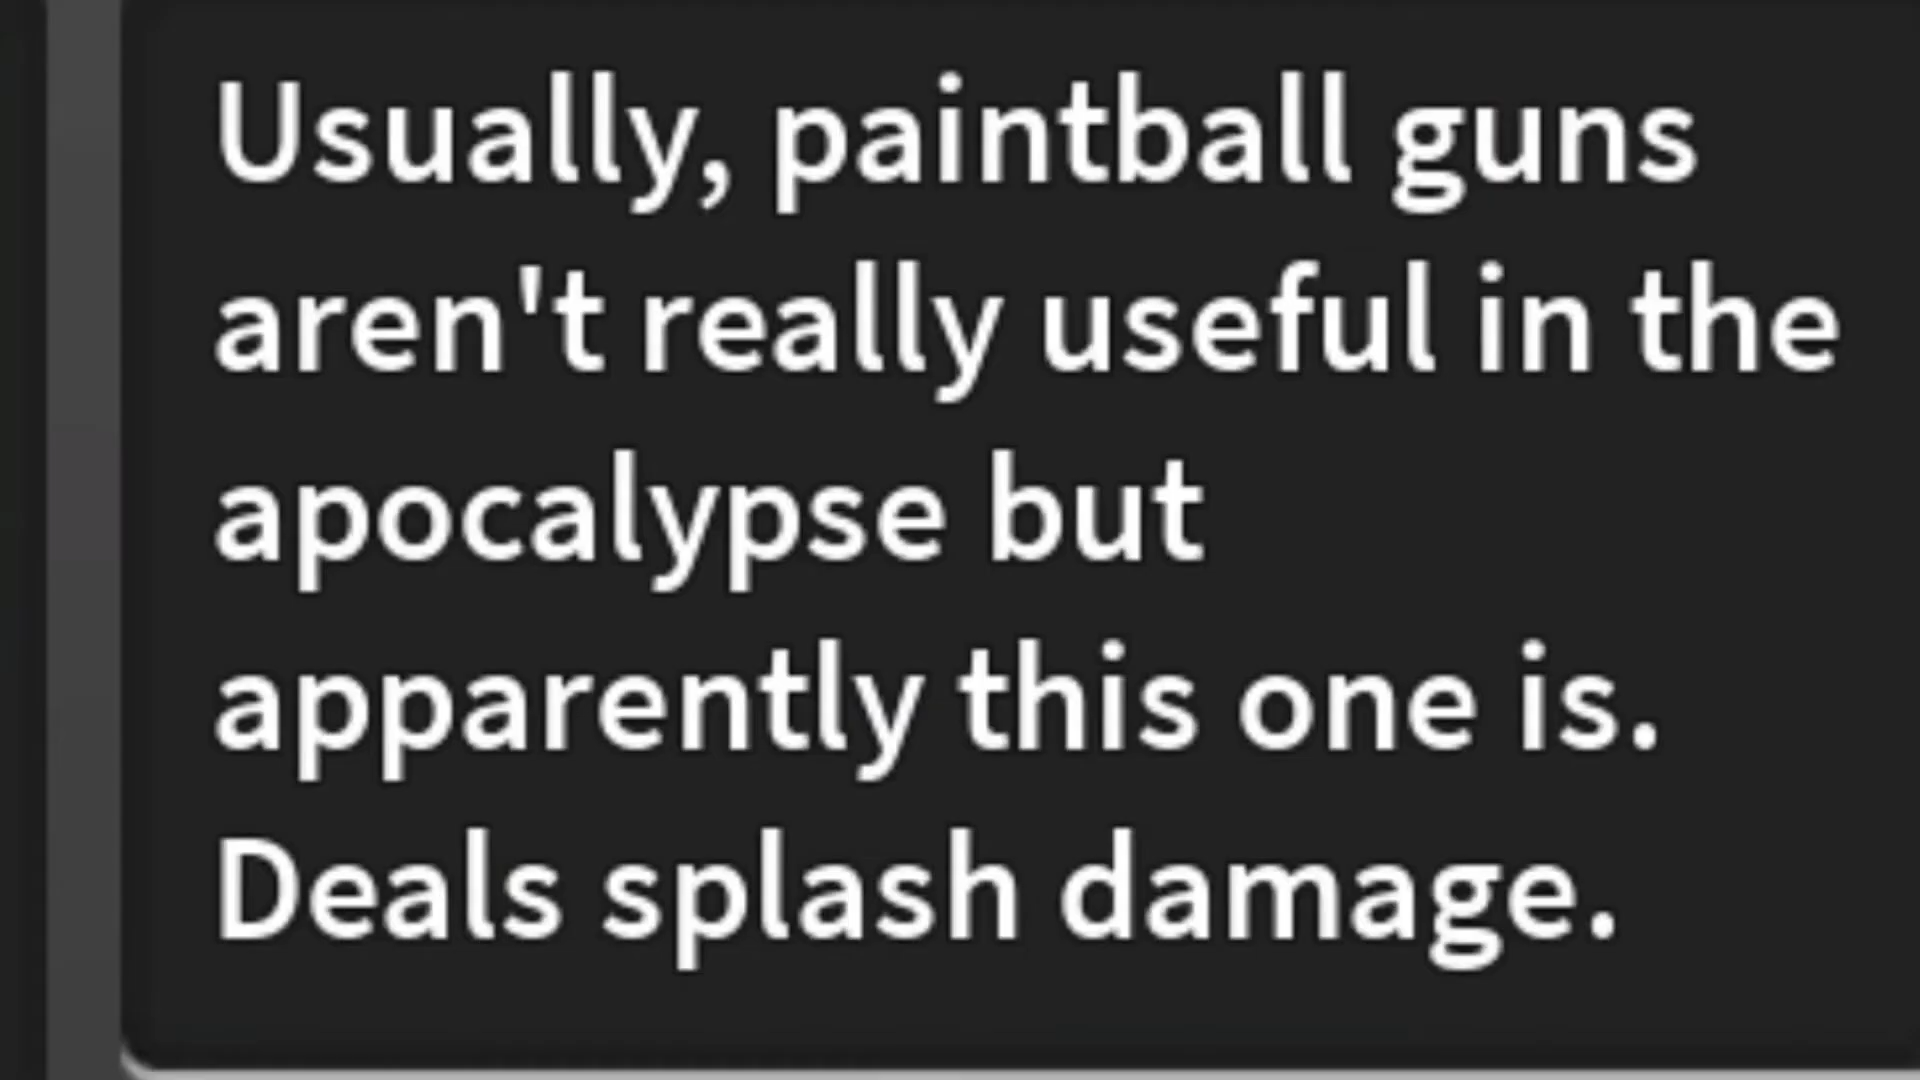 Usually, paintball guns
aren't really useful in the
apocalypse but
apparently this one is.
Deals splash damage.